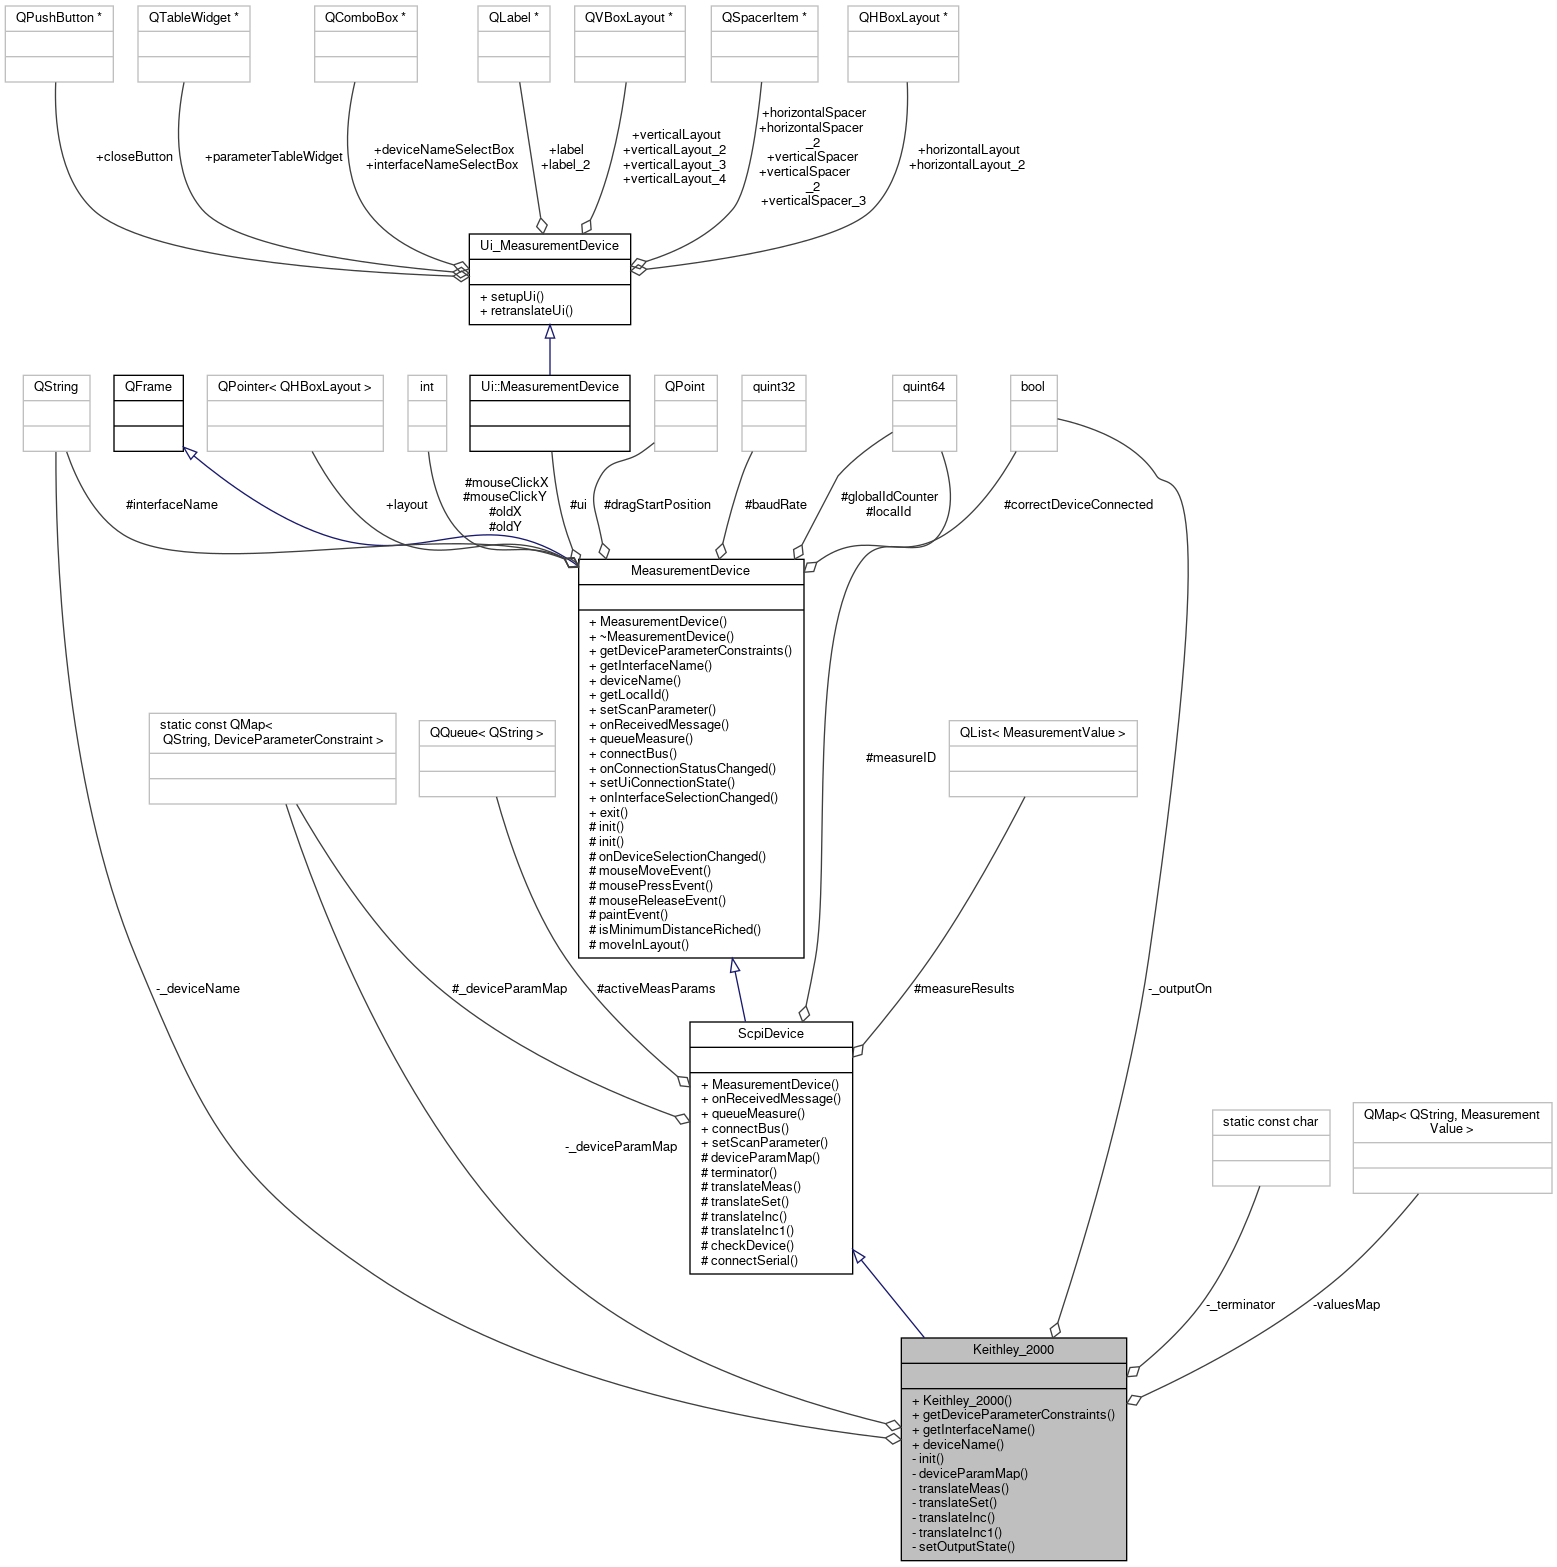 QPushButton *
QTableWidget *
QComboBox *
QLabel *
QVBoxLayout *
QSpacerItem *
QHBoxLayout *
+closeButton
+parameterTableWidget
+deviceNameSelectBox
+interfaceNameSelectBox
+label
+label_2
+verticalLayout
+verticalLayout_2
+verticalLayout_3
+verticalLayout_4
+horizontalSpacer
+horizontalSpacer
_2
+verticalSpacer
+verticalSpacer
_2
+verticalSpacer_3
+horizontalLayout
+horizontalLayout_2
Ui_MeasurementDevice
+ setupUi()
+ retranslateUi()
QString
QFrame
QPointer< QHBoxLayout >
int
Ui::MeasurementDevice
QPoint
quint32
quint64
bool
#interfaceName
+layout
#mouseClickX
#mouseClickY
#oldX
#oldY
#ui
#dragStartPosition
#baudRate
#globalIdCounter
#localId
#correctDeviceConnected
MeasurementDevice
+ MeasurementDevice()
+ ~MeasurementDevice()
+ getDeviceParameterConstraints()
+ getInterfaceName()
+ deviceName()
+ getLocalId()
+ setScanParameter()
+ onReceivedMessage()
+ queueMeasure()
+ connectBus()
+ onConnectionStatusChanged()
+ setUiConnectionState()
+ onInterfaceSelectionChanged()
+ exit()
# init()
# init()
# onDeviceSelectionChanged()
# mouseMoveEvent()
# mousePressEvent()
# mouseReleaseEvent()
# paintEvent()
# isMinimumDistanceRiched()
# moveInLayout()
static const QMap<
QString, DeviceParameterConstraint >
QQueue< QString >
#measureID
QList< MeasurementValue >
-_deviceName
#_deviceParamMap
#activeMeasParams
#measureResults
-_outputOn
ScpiDevice
+ MeasurementDevice()
+ onReceivedMessage()
+ queueMeasure()
+ connectBus()
+ setScanParameter()
# deviceParamMap()
# terminator()
# translateMeas()
# translateSet()
# translateInc()
# translateInc1()
# checkDevice()
# connectSerial()
-_deviceParamMap
static const char
QMap< QString, Measurement
Value >
-_terminator
-valuesMap
Keithley_2000
+ Keithley_2000()
+ getDeviceParameterConstraints()
+ getInterfaceName()
+ deviceName()
- init()
- deviceParamMap()
- translateMeas()
- translateSet()
- translateInc()
- translateInc1()
- setOutputState()